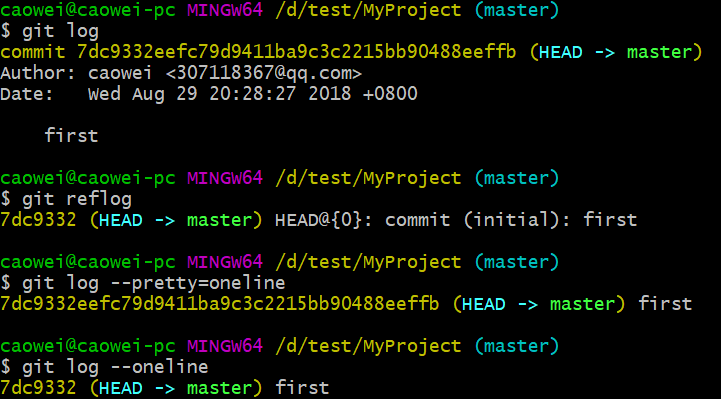 caowei@caowei-pc MINGW64 /d/test/MyProject (master)
$ git log
commit 7dc9332eefc79d9411ba9c3c2215bb90488eeffb (HEAD -> master)
Author: caowei <307118367@qq.com>
Date:   Wed Aug 29 20:28:27 2018 +0800
    first
caowei@caowei-pc MINGW64 /d/test/MyProject (master)
$ git reflog
7dc9332 (HEAD -> master) HEAD@{0}: commit (initial): first
caowei@caowei-pc MINGW64 /d/test/MyProject (master)
$ git log --pretty=oneline
7dc9332eefc79d9411ba9c3c2215bb90488eeffb (HEAD -> master) first
caowei@caowei-pc MINGW64 /d/test/MyProject (master)
$ git log --oneline
7dc9332 (HEAD -> master) first